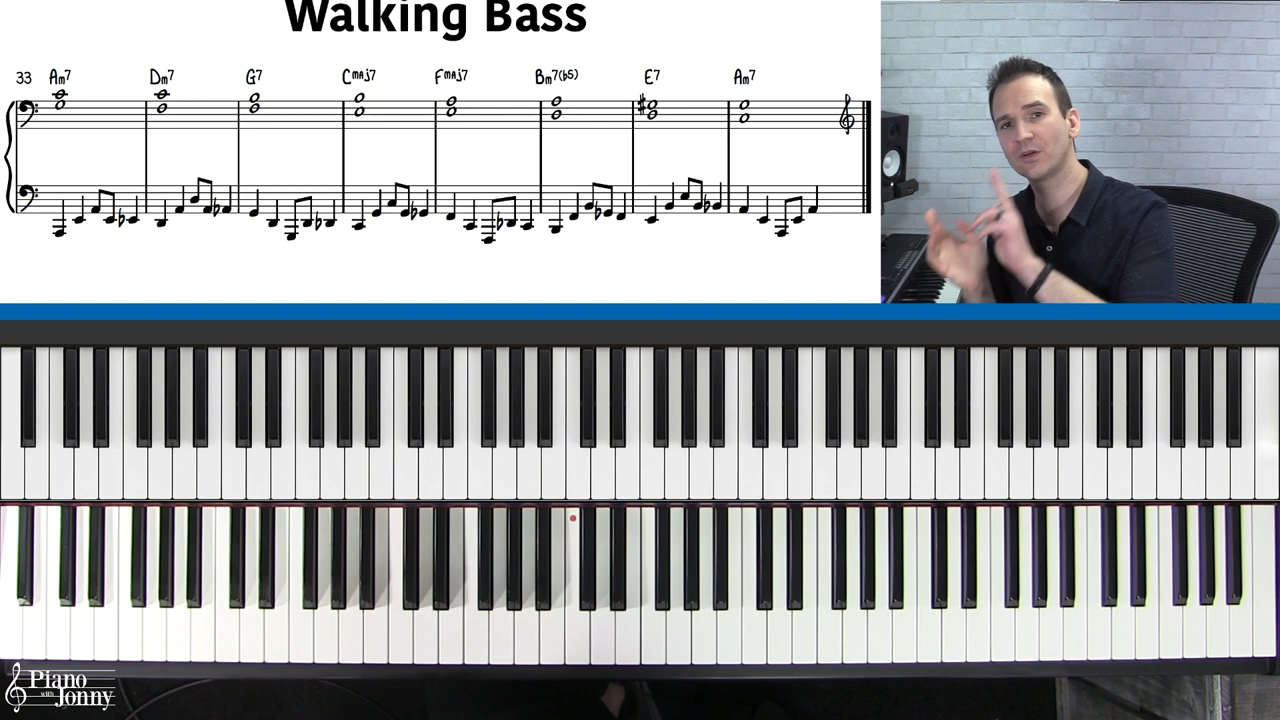 Walking Bass
33 Am7 Dm7 G7 Cmaj7 Fmaj7 Bm7(b5) E7 Am7
Piano
with
Jonny